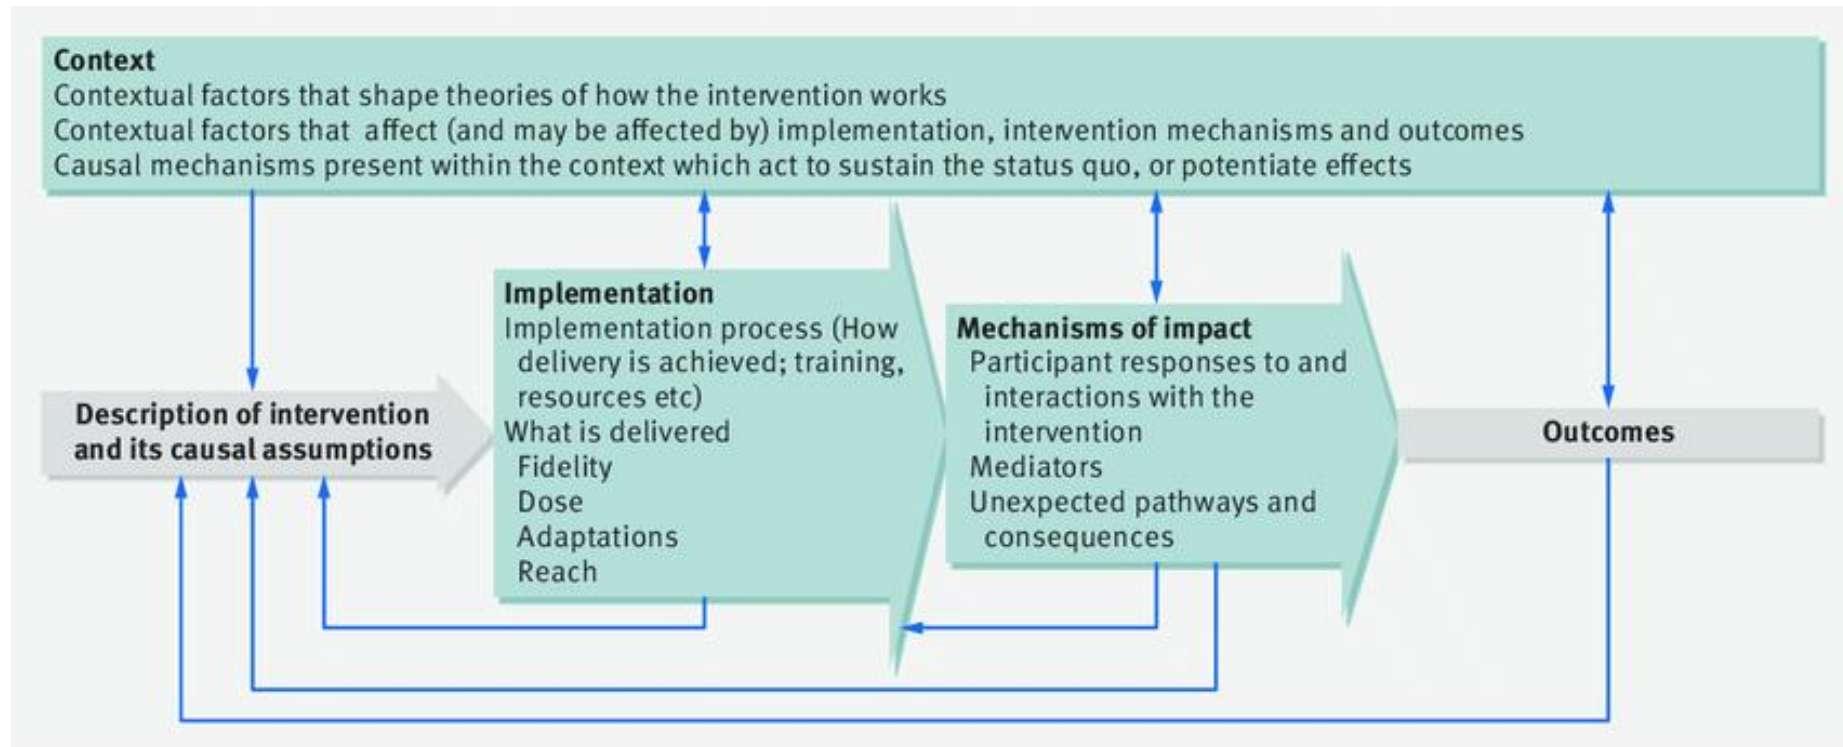 Context
Contextual factors that shape theories of how the intervention works
Contextual factors that affect (and may be affected by) implementation, intervention mechanisms and outcomes
Causal mechanisms present within the context which act to sustain the status quo, or potentiate effects
Description of intervention
and its causal assumptions
Implementation
Implementation process (How
delivery is achieved; training,
resources etc)
What is delivered
Fidelity
Dose
Adaptations
Reach
Mechanisms of impact
Participant responses to and
interactions with the
intervention
Mediators
Unexpected pathways and
consequences
Outcomes